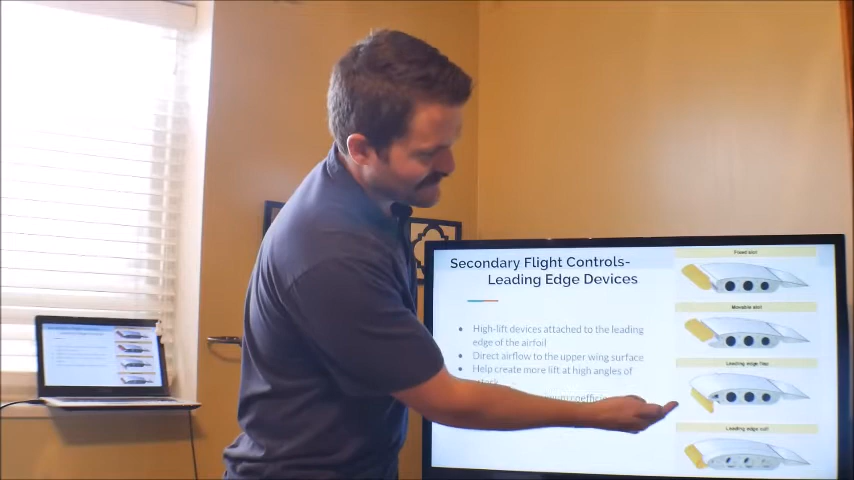 Secondary Flight Controls-
Leading Edge Devices
High-lift devices attached to the leading
edge of the airfoil
Direct airflow to the upper wing surface
Help create more lift at high angles of
Fixed slot
Movable slot
Leading edge flap
Leading edge cuff